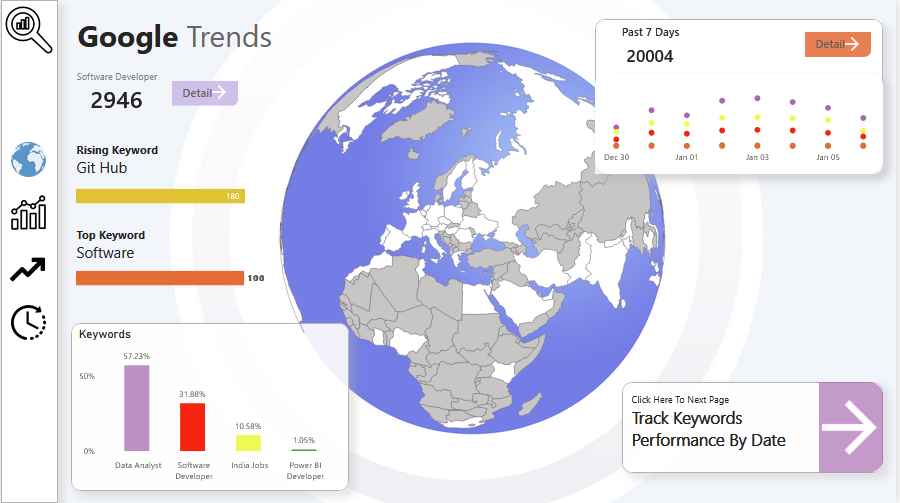 Google Trends
Software Developer
2946
Detail
Rising Keyword
Git Hub
180
Top Keyword
Software
100
Keywords
57.23%
50%
31.88%
10.58%
1.05%
0%
Data Analyst
Software
Developer
India Jobs
Power BI
Developer
Past 7 Days
20004
Detail
Dec 30
Jan 01
Jan 03
Jan 05
Click Here To Next Page
Track Keywords
Performance By Date